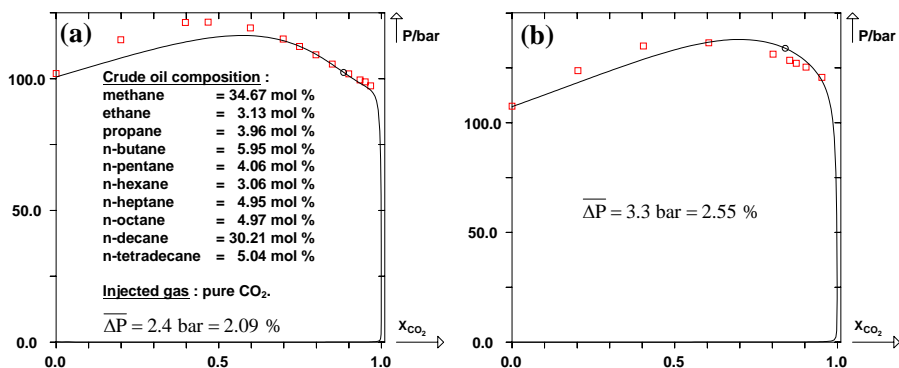 (a)
P/bar
100.0
50.0
0.0
Crude oil composition :
methane = 34.67 mol %
ethane = 3.13 mol %
propane = 3.96 mol %
n-butane = 5.95 mol %
n-pentane = 4.06 mol %
n-hexane = 3.06 mol %
n-heptane = 4.95 mol %
n-octane = 4.97 mol %
n-decane = 30.21 mol %
n-tetradecane = 5.04 mol %
Injected gas : pure CO₂.
ΔP = 2.4 bar = 2.09 %
XCO₂
0.0 0.5 1.0
(b)
P/bar
100.0
50.0
0.0
ΔP = 3.3 bar = 2.55 %
XCO₂
0.0 0.5 1.0